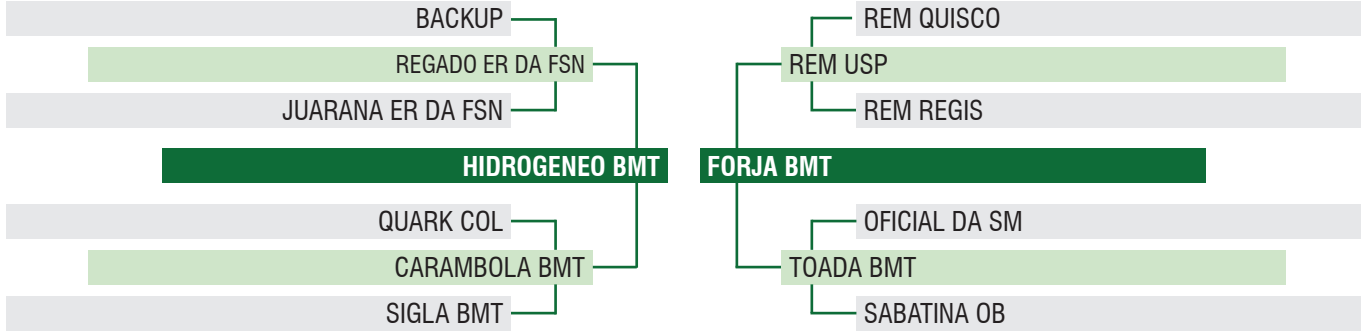 BACKUP
REGADO ER DA FSN
JUARANA ER DA FSN
HIDROGENEO BMT
QUARK COL
CARAMBOLA BMT
SIGLA BMT
REM QUISCO
REM USP
REM REGIS
FORJA BMT
OFICIAL DA SM
TOADA BMT
SABATINA OB